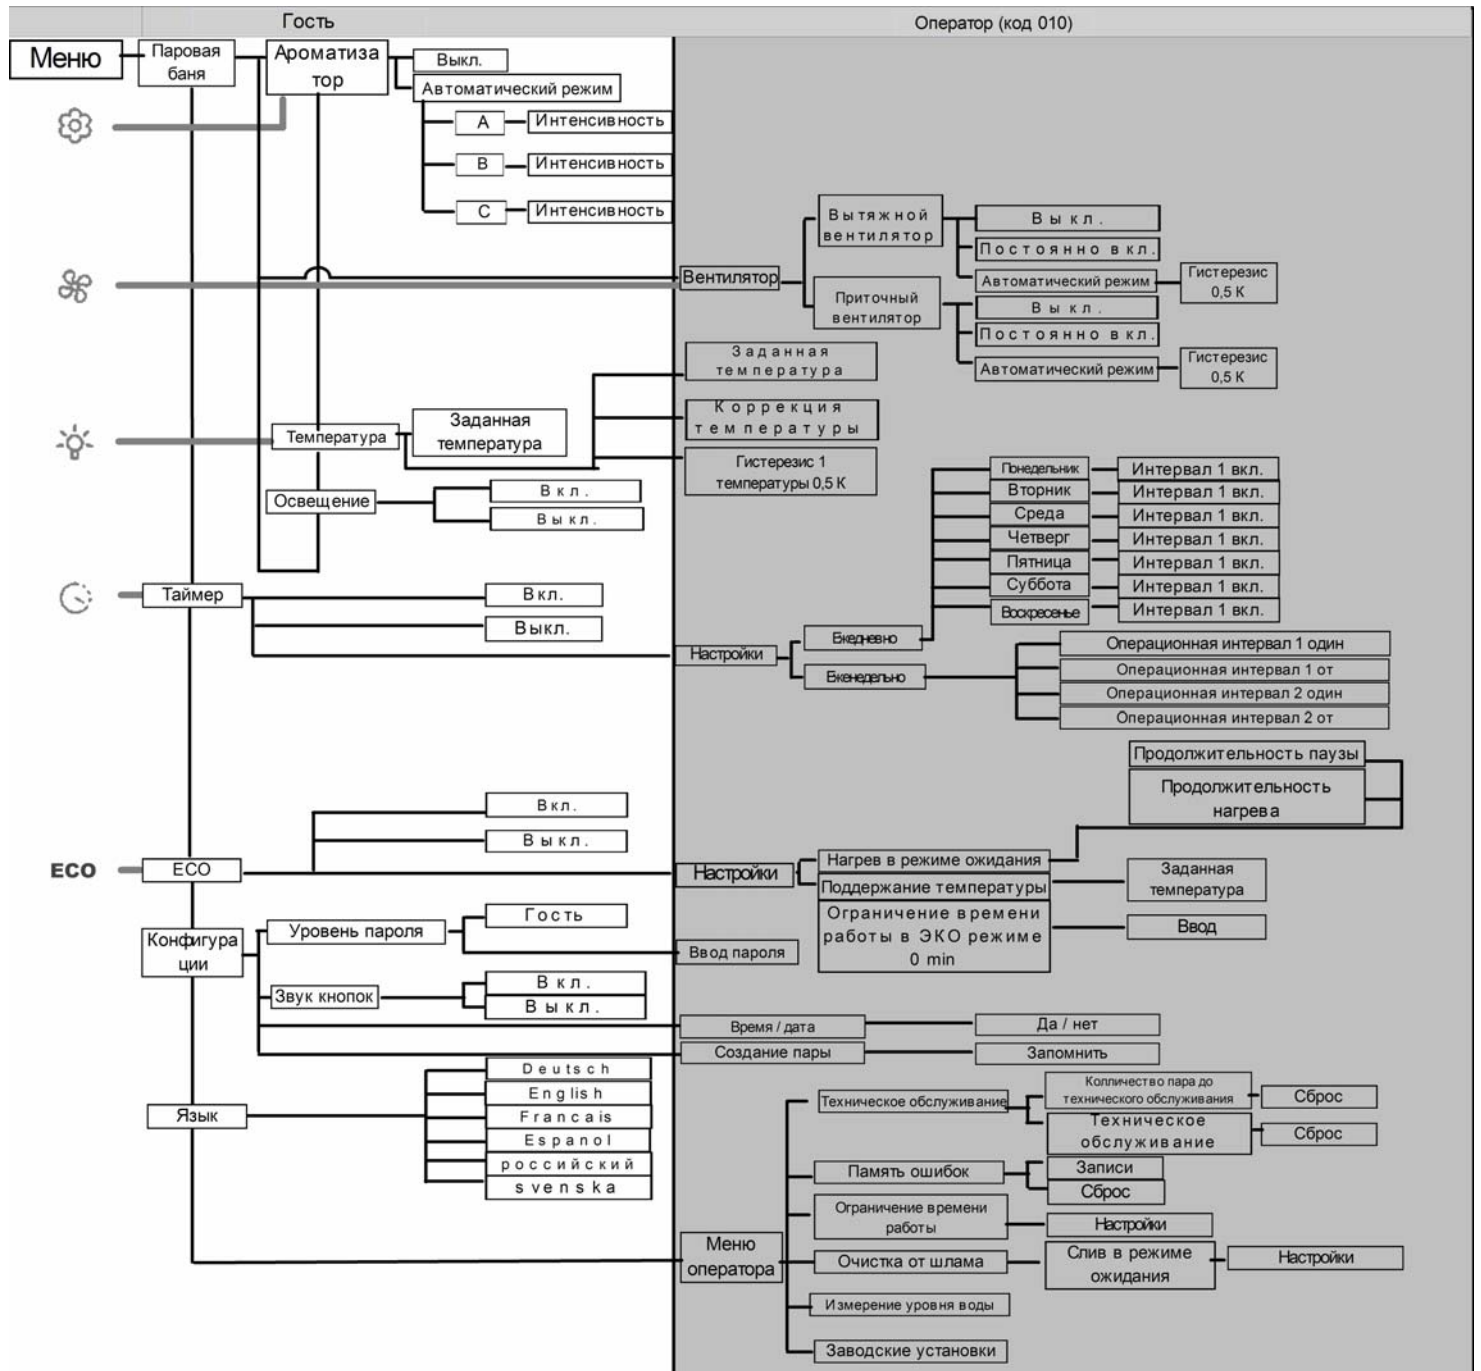 Гость
Оператор (код 010)
Меню
Паровая
баня
Ароматиза
тор
Выкл.
Автоматический режим
A
Интенсивность
B
Интенсивность
C
Интенсивность
Вентилятор
Вытяжной
вентилятор
Выкл.
Постоянно вкл.
Автоматический режим
Гистерезис
0,5 К
Приточный
вентилятор
Выкл.
Постоянно вкл.
Автоматический режим
Гистерезис
0,5 К
Температура
Заданная
температура
Заданная
температура
Коррекция
температуры
Гистерезис 1
температуры 0,5 К
Освещение
Вкл.
Выкл.
Таймер
Вкл.
Выкл.
Настройки
Ежедневно
Понедельник
Интервал 1 вкл.
Вторник
Интервал 1 вкл.
Среда
Интервал 1 вкл.
Четверг
Интервал 1 вкл.
Пятница
Интервал 1 вкл.
Суббота
Интервал 1 вкл.
Воскресенье
Интервал 1 вкл.
Еженедельно
Операционная интервал 1 один
Операционная интервал 1 от
Операционная интервал 2 один
Операционная интервал 2 от
ECO
ECO
Вкл.
Выкл.
Настройки
Нагрев в режиме ожидания
Продолжительность паузы
Продолжительность
нагрева
Поддержание температуры
Заданная
температура
Ограничение времени
работы в ЭКО режиме
0 min
Ввод
Конфигура
ции
Уровень пароля
Гость
Ввод пароля
Звук кнопок
Вкл.
Выкл.
Время / дата
Да / нет
Создание пары
Запомнить
Язык
Deutsch
English
Francais
Espanol
российский
svenska
Меню
оператора
Техническое обслуживание
Колличество пара до
технического обслуживания
Сброс
Техническое
обслуживание
Сброс
Память ошибок
Записи
Сброс
Ограничение времени
работы
Настройки
Очистка от шлама
Слив в режиме
ожидания
Настройки
Измерение уровня воды
Заводские установки